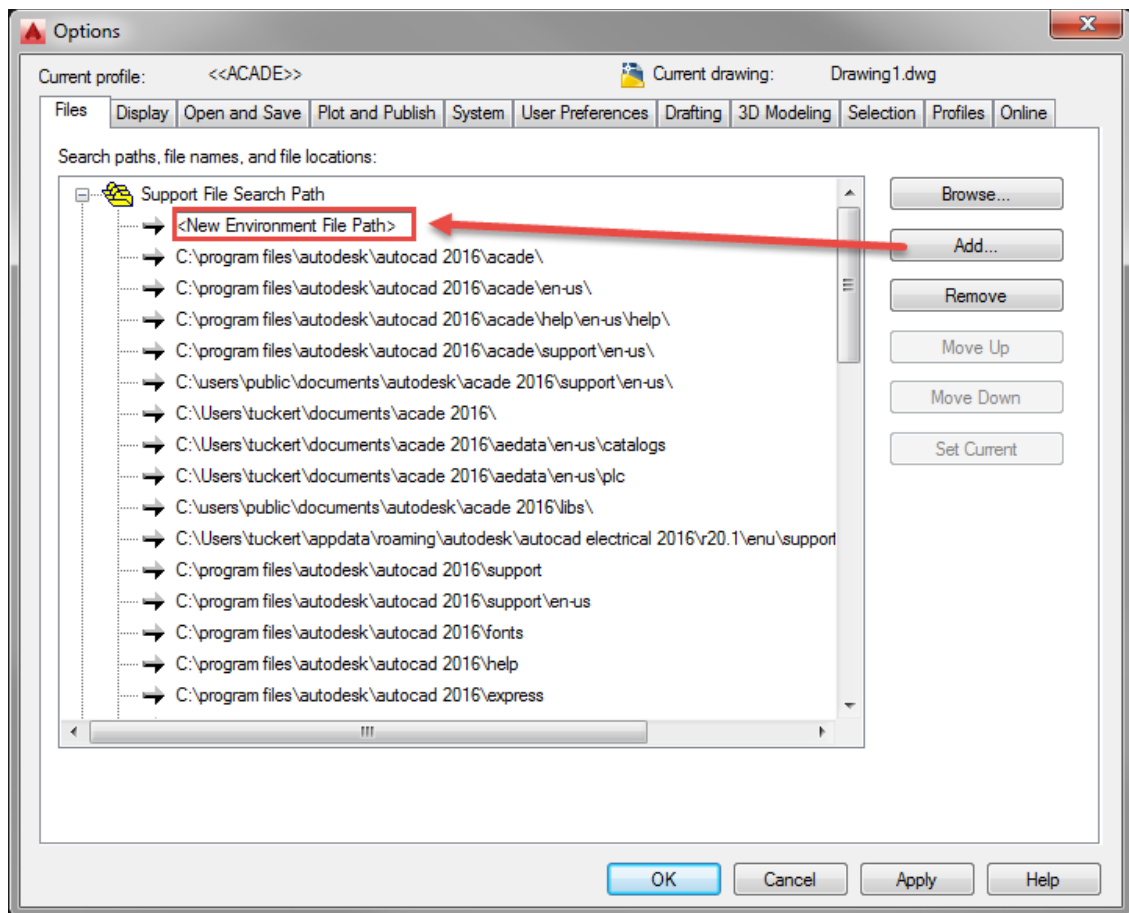 Options
Current profile: <<ACADE>> Current drawing: Drawing1.dwg
Files Display Open and Save Plot and Publish System User Preferences Drafting 3D Modeling Selection Profiles Online
Search paths, file names, and file locations:
Support File Search Path
<New Environment File Path>
C:\program files\autodesk\autocad 2016\acade\
C:\program files\autodesk\autocad 2016\acade\en-us\
C:\program files\autodesk\autocad 2016\acade\help\en-us\help\
C:\program files\autodesk\autocad 2016\acade\support\en-us\
C:\users\public\documents\autodesk\acade 2016\support\en-us\
C:\Users\tuckert\documents\acade 2016\
C:\Users\tuckert\documents\acade 2016\aedata\en-us\catalogs
C:\Users\tuckert\documents\acade 2016\aedata\en-us\plc
C:\users\public\documents\autodesk\acade 2016\libs\
C:\Users\tuckert\appdata\roaming\autodesk\autocad electrical 2016\r20.1\enu\support
C:\program files\autodesk\autocad 2016\support
C:\program files\autodesk\autocad 2016\support\en-us
C:\program files\autodesk\autocad 2016\fonts
C:\program files\autodesk\autocad 2016\help
C:\program files\autodesk\autocad 2016\express
Browse...
Add...
Remove
Move Up
Move Down
Set Current
OK Cancel Apply Help